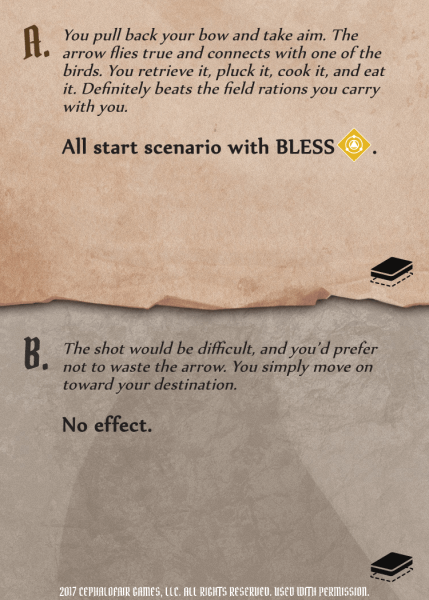 A. You pull back your bow and take aim. The
arrow flies true and connects with one of the
birds. You retrieve it, pluck it, cook it, and eat
it. Definitely beats the field rations you carry
with you.
All start scenario with BLESS .
B. The shot would be difficult, and you'd prefer
not to waste the arrow. You simply move on
toward your destination.
No effect.
2017 CEPHALOFAIR GAMES, LLC. ALL RIGHTS RESERVED. USED WITH PERMISSION.